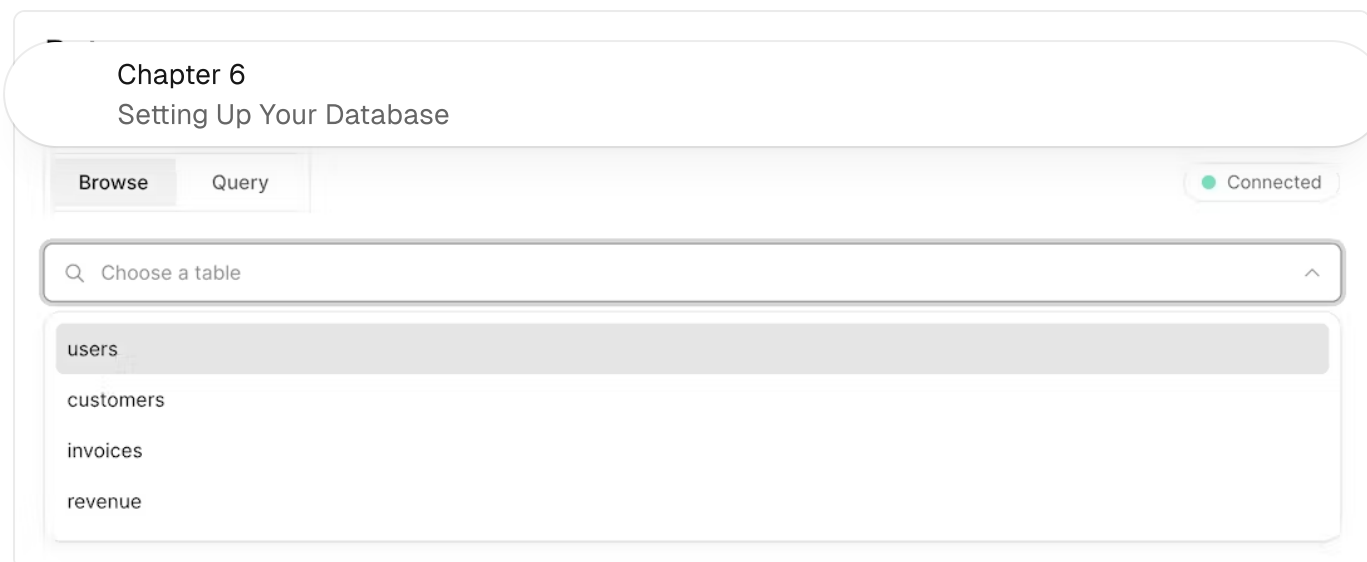 Chapter 6
Setting Up Your Database
Browse
Query
Connected
Choose a table
users
customers
invoices
revenue